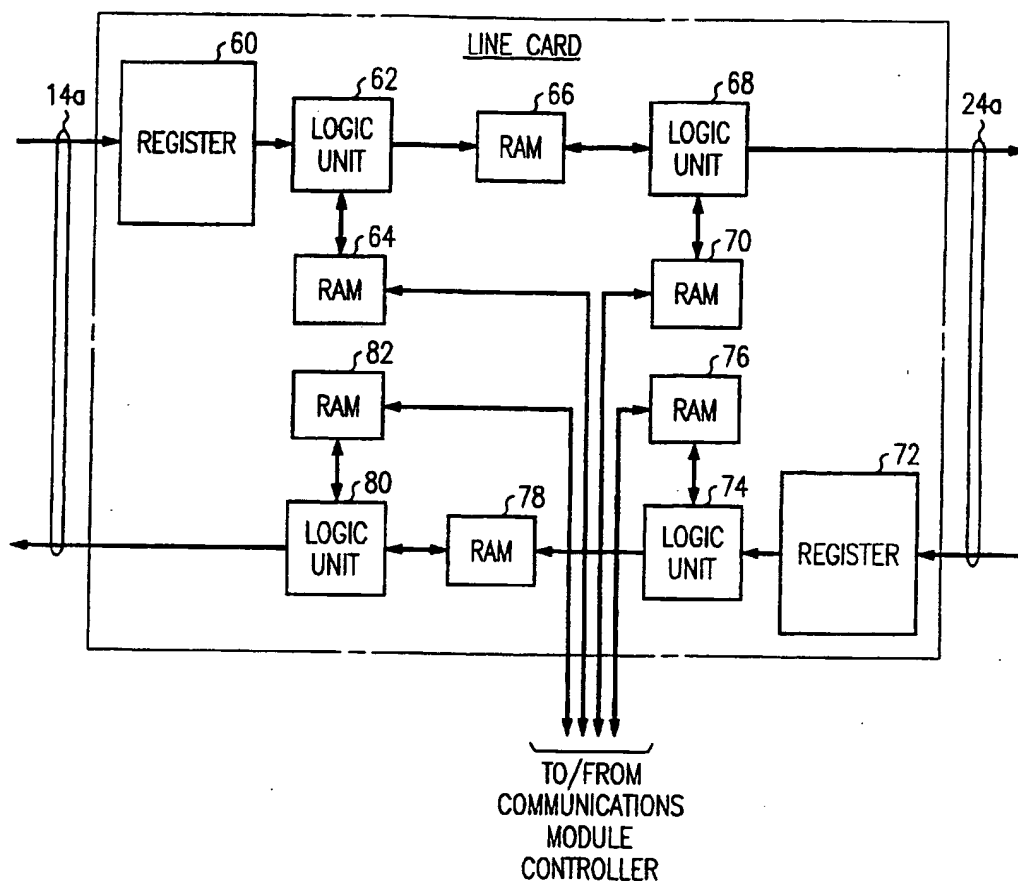 LINE CARD
60
62
66
68
14a
24a
REGISTER
LOGIC
UNIT
RAM
LOGIC
UNIT
64
70
RAM
RAM
82
76
RAM
RAM
72
80
78
74
LOGIC
UNIT
RAM
LOGIC
UNIT
REGISTER
TO/FROM
COMMUNICATIONS
MODULE
CONTROLLER